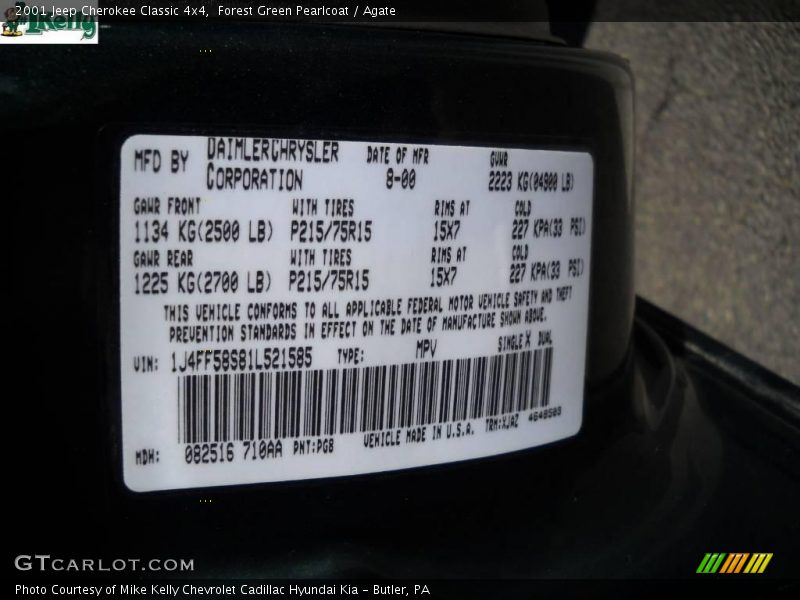 2001 Jeep Cherokee Classic 4x4, Forest Green Pearlcoat / Agate
Kelly
MFD BY DAIMLERCHRYSLER CORPORATION
DATE OF MFR 8-00
GVWR 2223 KG(04900 LB)
GAWR FRONT WITH TIRES RIMS AT COLD
1134 KG(2500 LB) P215/75R15 15X7 227 KPA(33 PSI)
GAWR REAR WITH TIRES RIMS AT COLD
1225 KG(2700 LB) P215/75R15 15X7 227 KPA(33 PSI)
THIS VEHICLE CONFORMS TO ALL APPLICABLE FEDERAL MOTOR VEHICLE SAFETY AND THEFT
PREVENTION STANDARDS IN EFFECT ON THE DATE OF MANUFACTURE SHOWN ABOVE.
VIN: 1J4FF58S81L521585 TYPE: MPV SINGLE X DUAL
MDH: 082516 710AA PNT:PGB VEHICLE MADE IN U.S.A. TRM:XJAZ
GTCARLOT.COM
Photo Courtesy of Mike Kelly Chevrolet Cadillac Hyundai Kia - Butler, PA